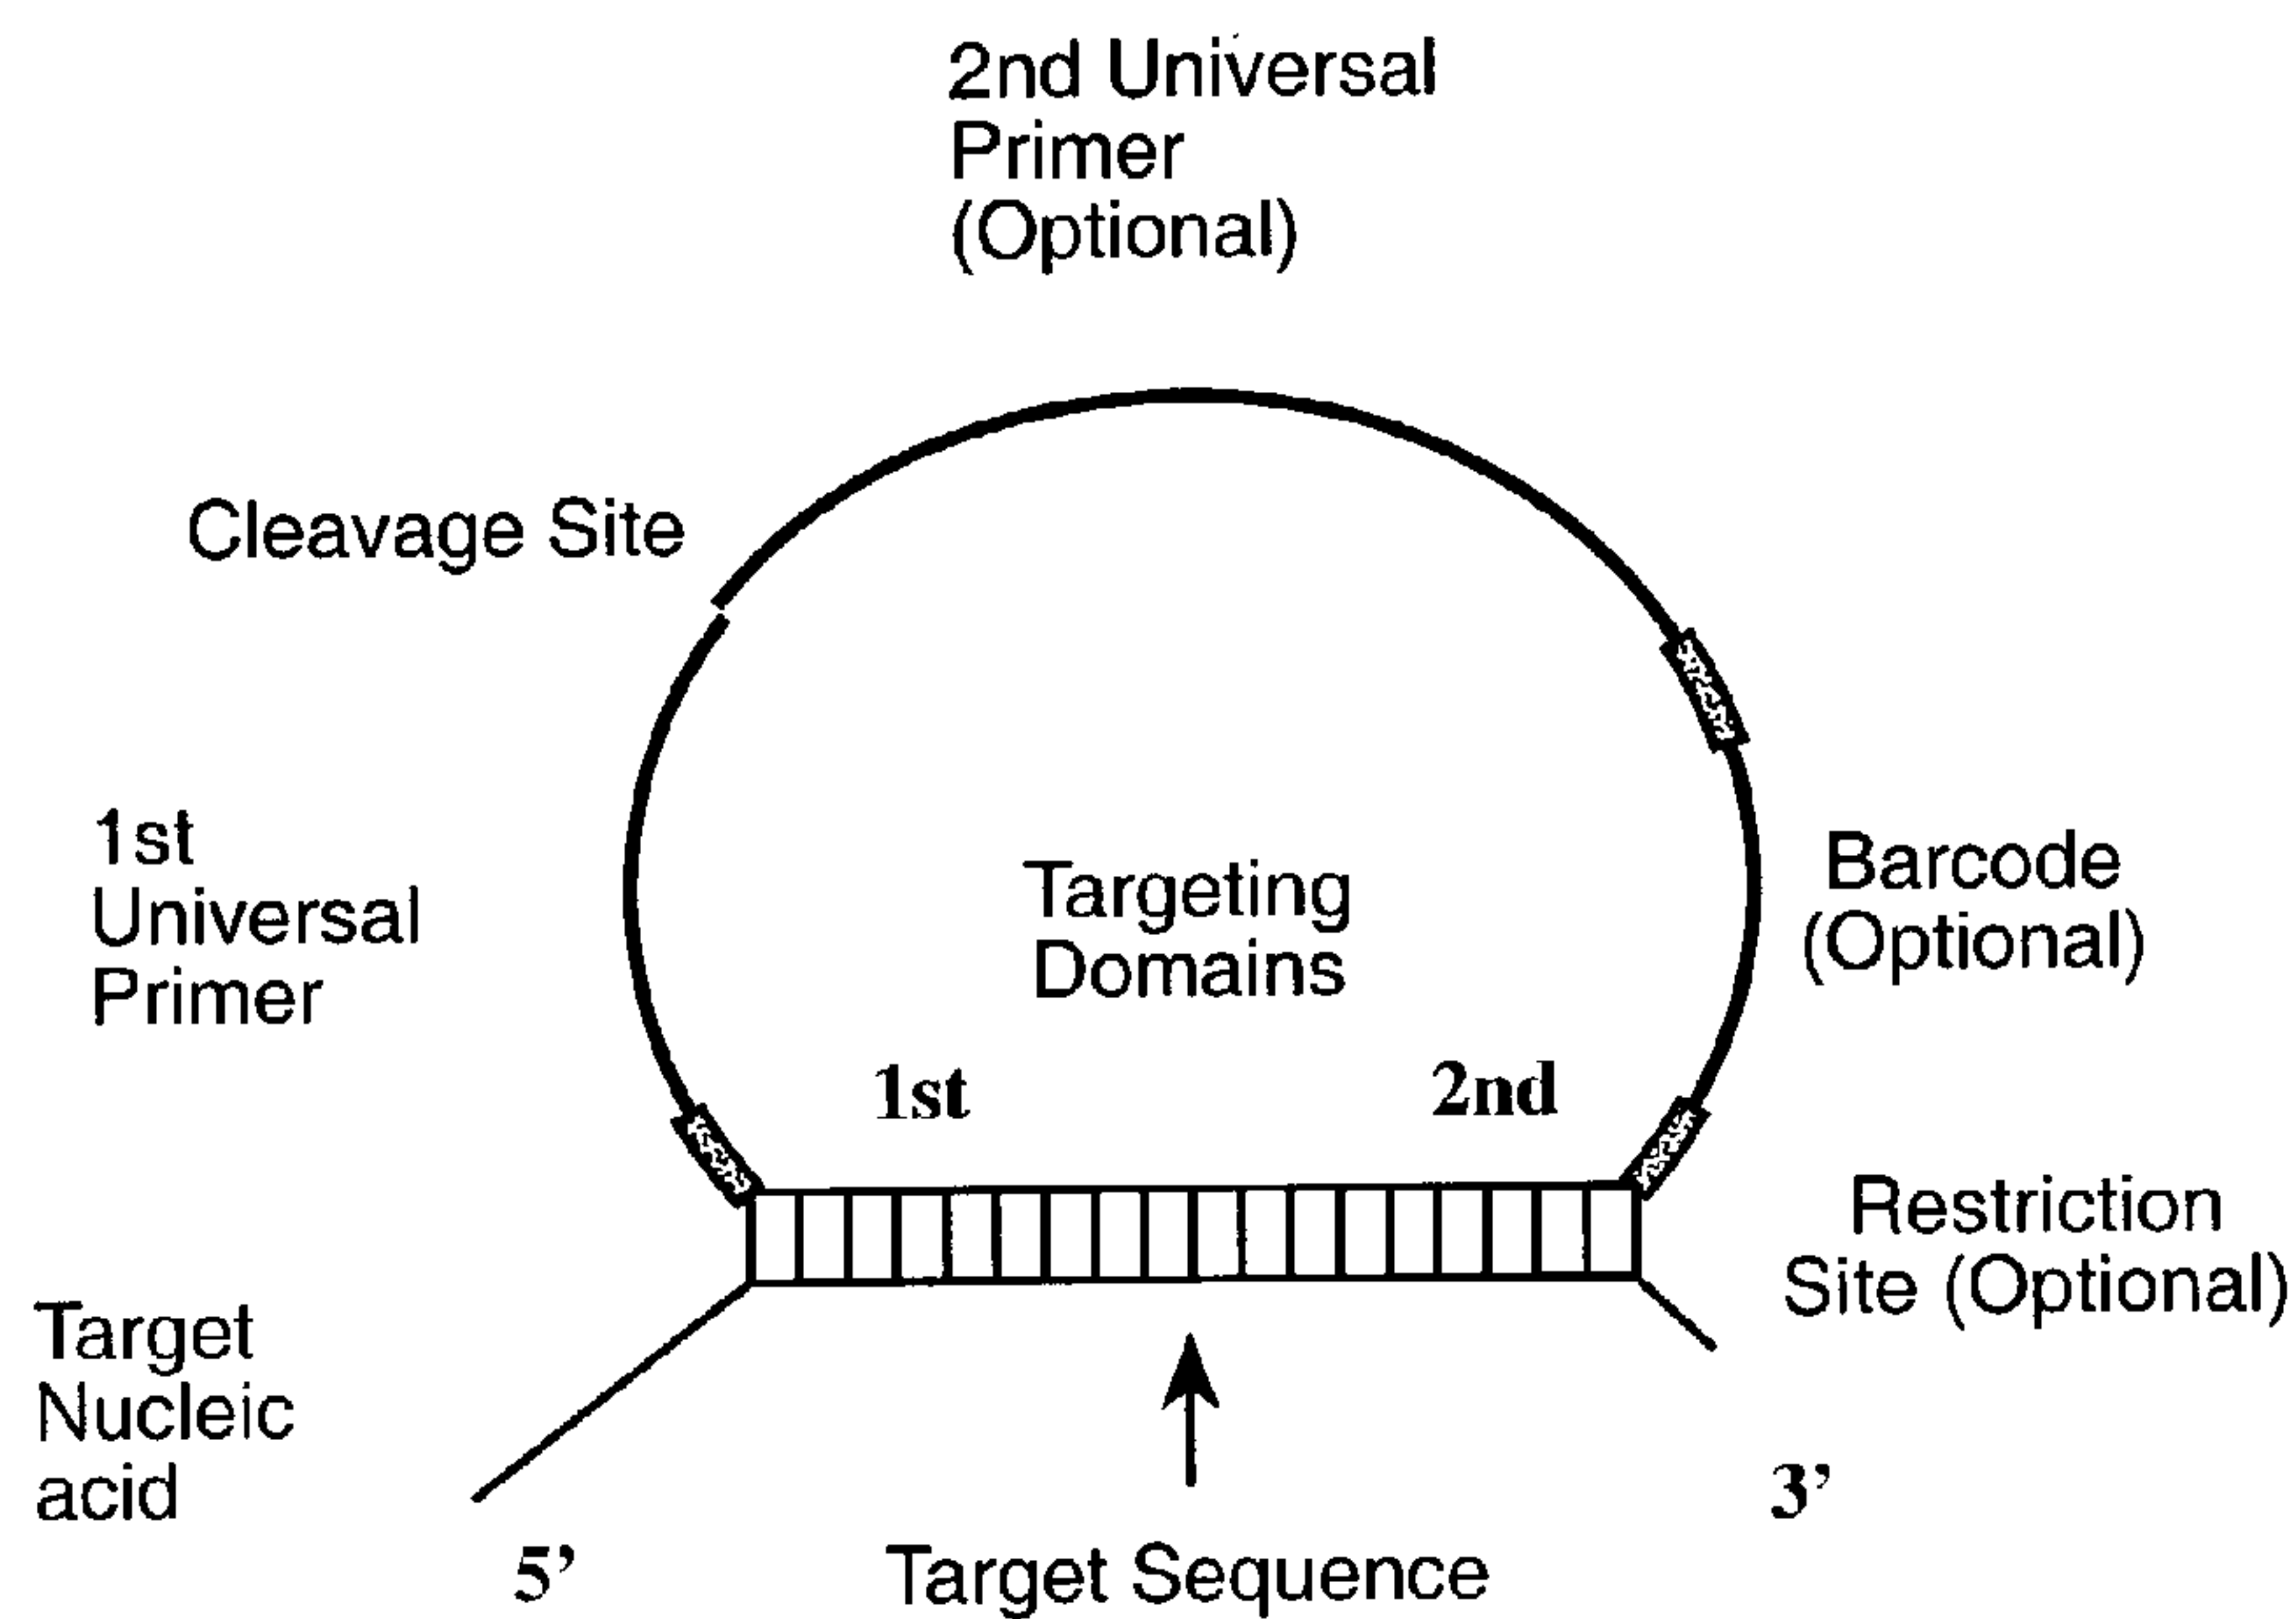 2nd Universal
Primer
(Optional)
Cleavage Site
1st
Universal
Primer
Targeting
Domains
Barcode
(Optional)
1st
2nd
Restriction
Site (Optional)
Target
Nucleic
acid
3’
5’
Target Sequence